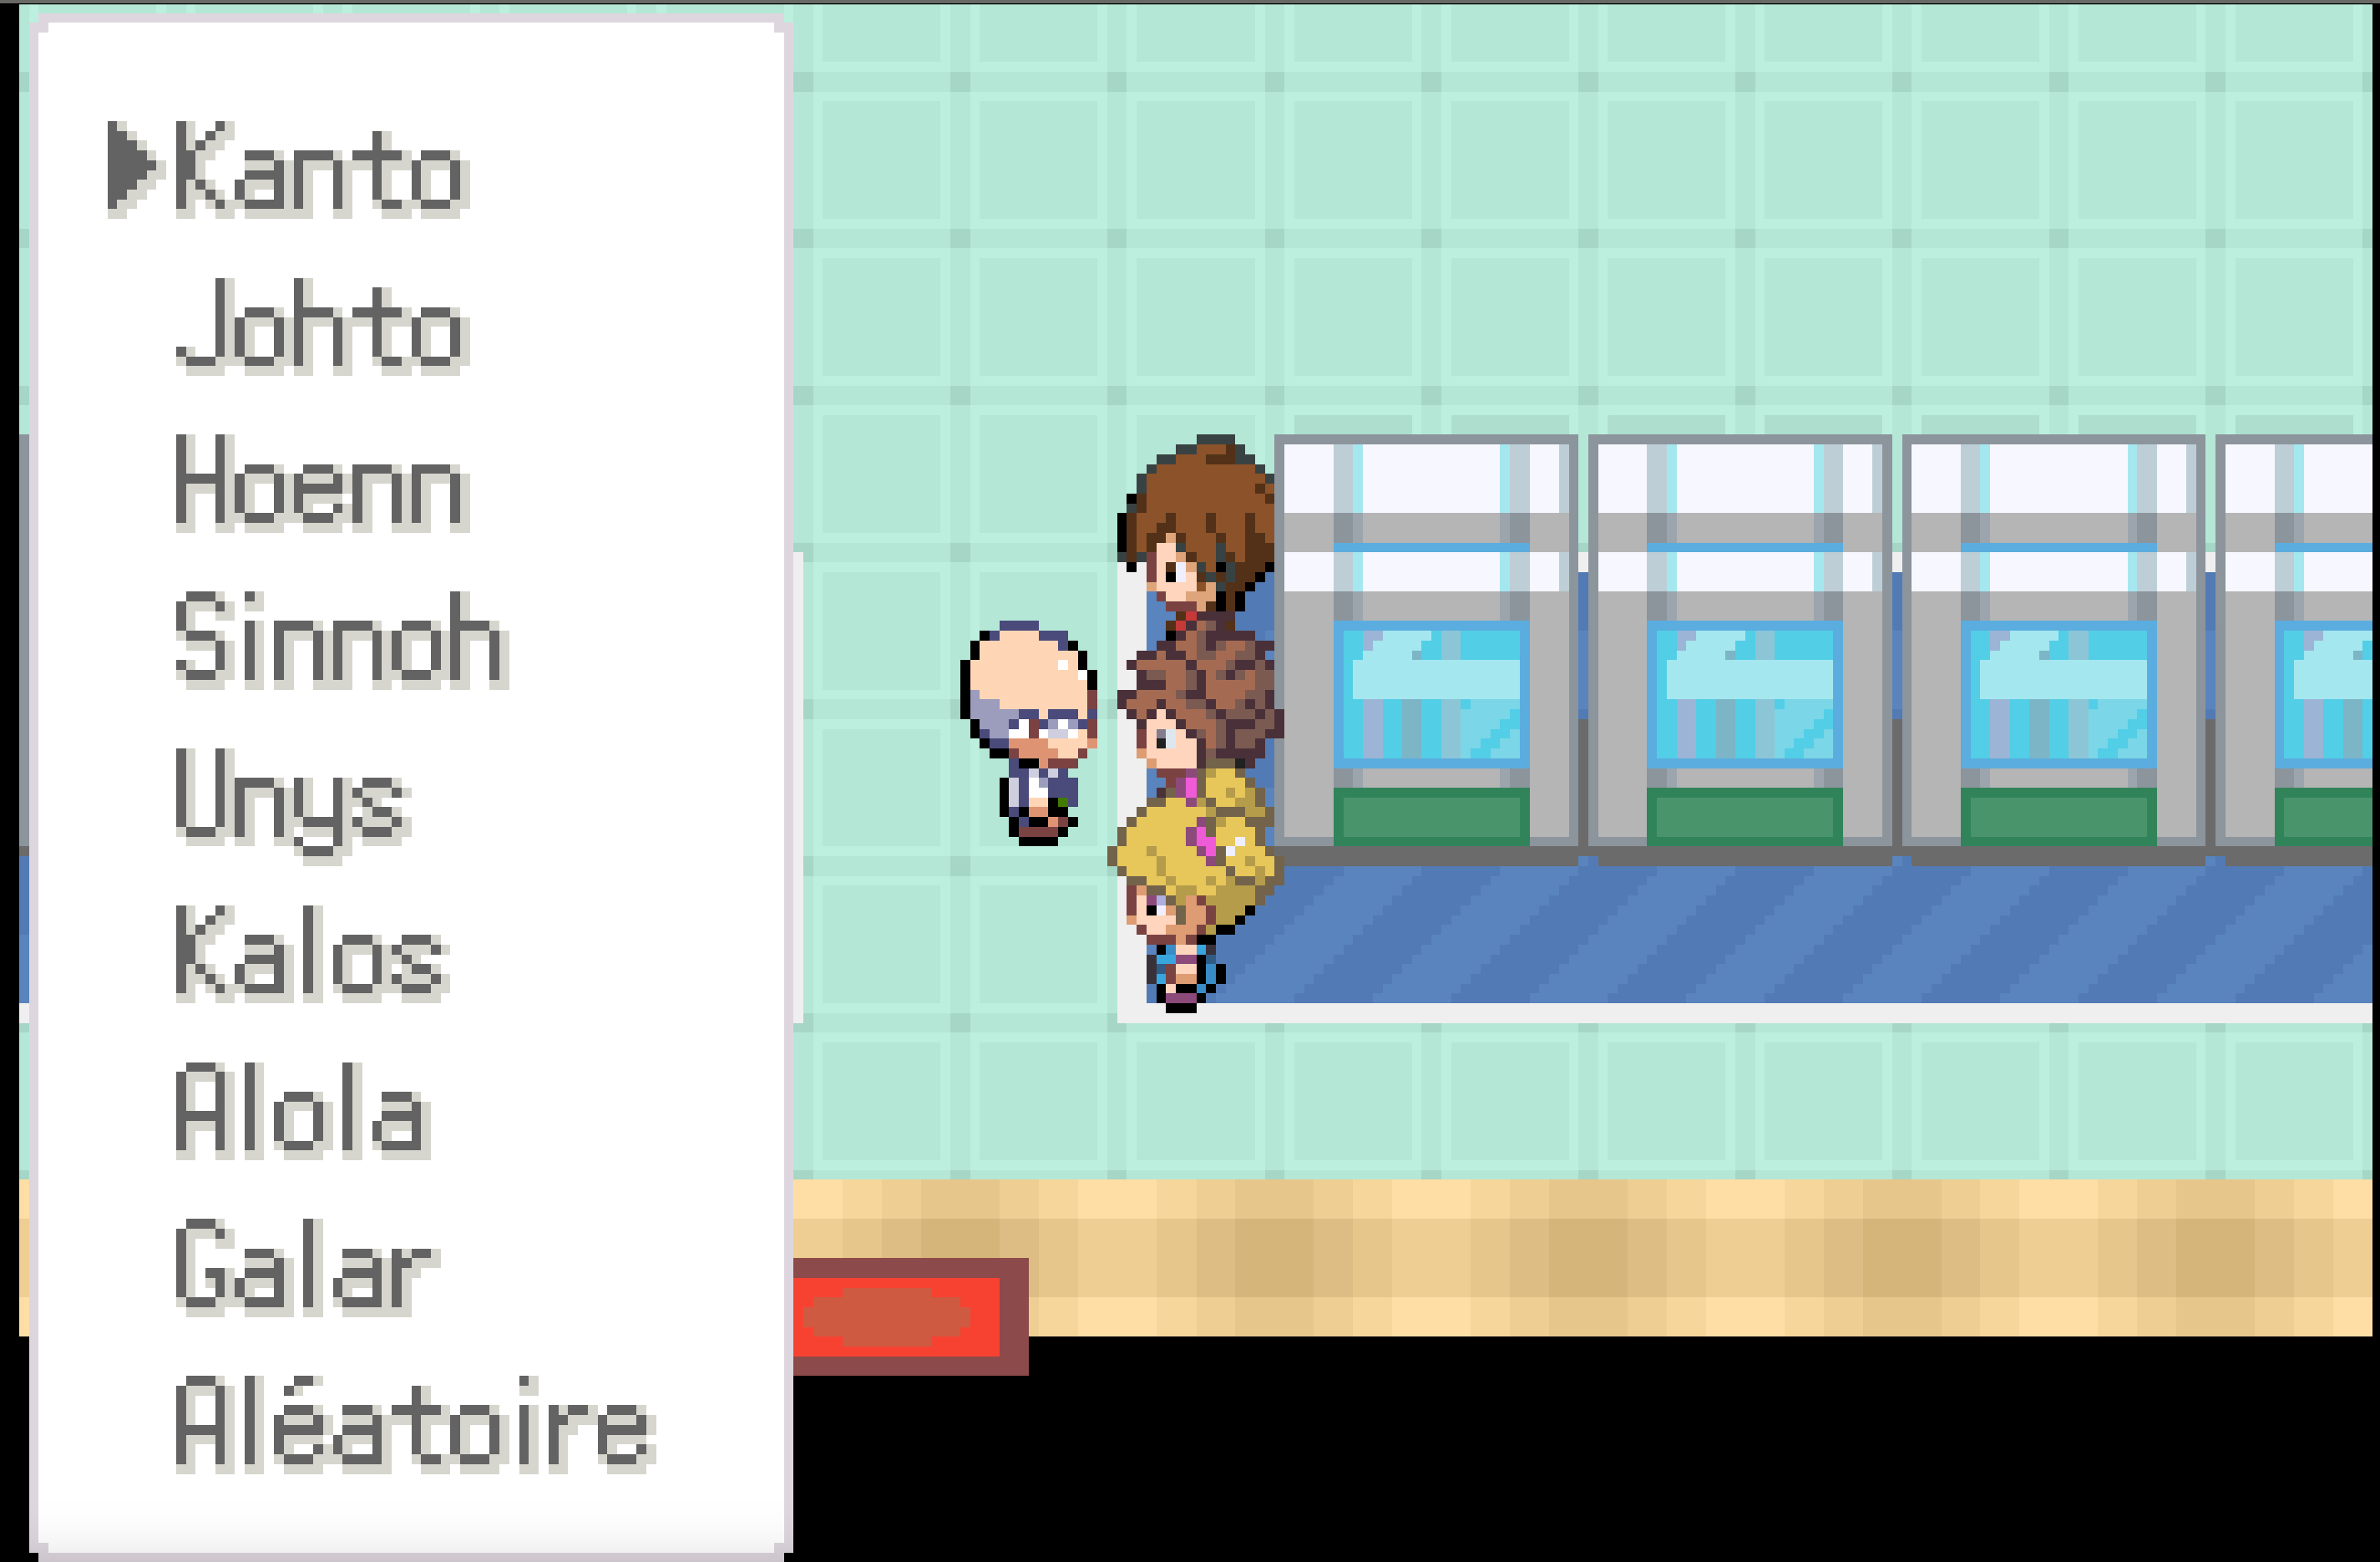 Kanto
Johto
Hoenn
Sinnoh
Unys
Kalos
Alola
Galar
Aléatoire